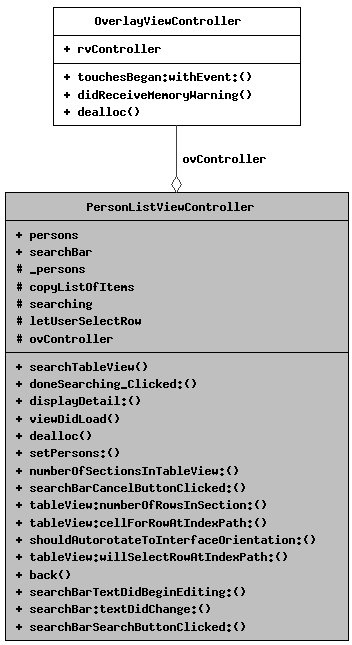 OverlayViewController
+ rvController
+ touchesBegan:withEvent:()
+ didReceiveMemoryWarning()
+ dealloc()
ovController
PersonListViewController
+ persons
+ searchBar
# _persons
# copyListOfItems
# searching
# letUserSelectRow
# ovController
+ searchTableView()
+ doneSearching_Clicked:()
+ displayDetail:()
+ viewDidLoad()
+ dealloc()
+ setPersons:()
+ numberOfSectionsInTableView:()
+ searchBarCancelButtonClicked:()
+ tableView:numberOfRowsInSection:()
+ tableView:cellForRowAtIndexPath:()
+ shouldAutorotateToInterfaceOrientation:()
+ tableView:willSelectRowAtIndexPath:()
+ back()
+ searchBarTextDidBeginEditing:()
+ searchBar:textDidChange:()
+ searchBarSearchButtonClicked:()